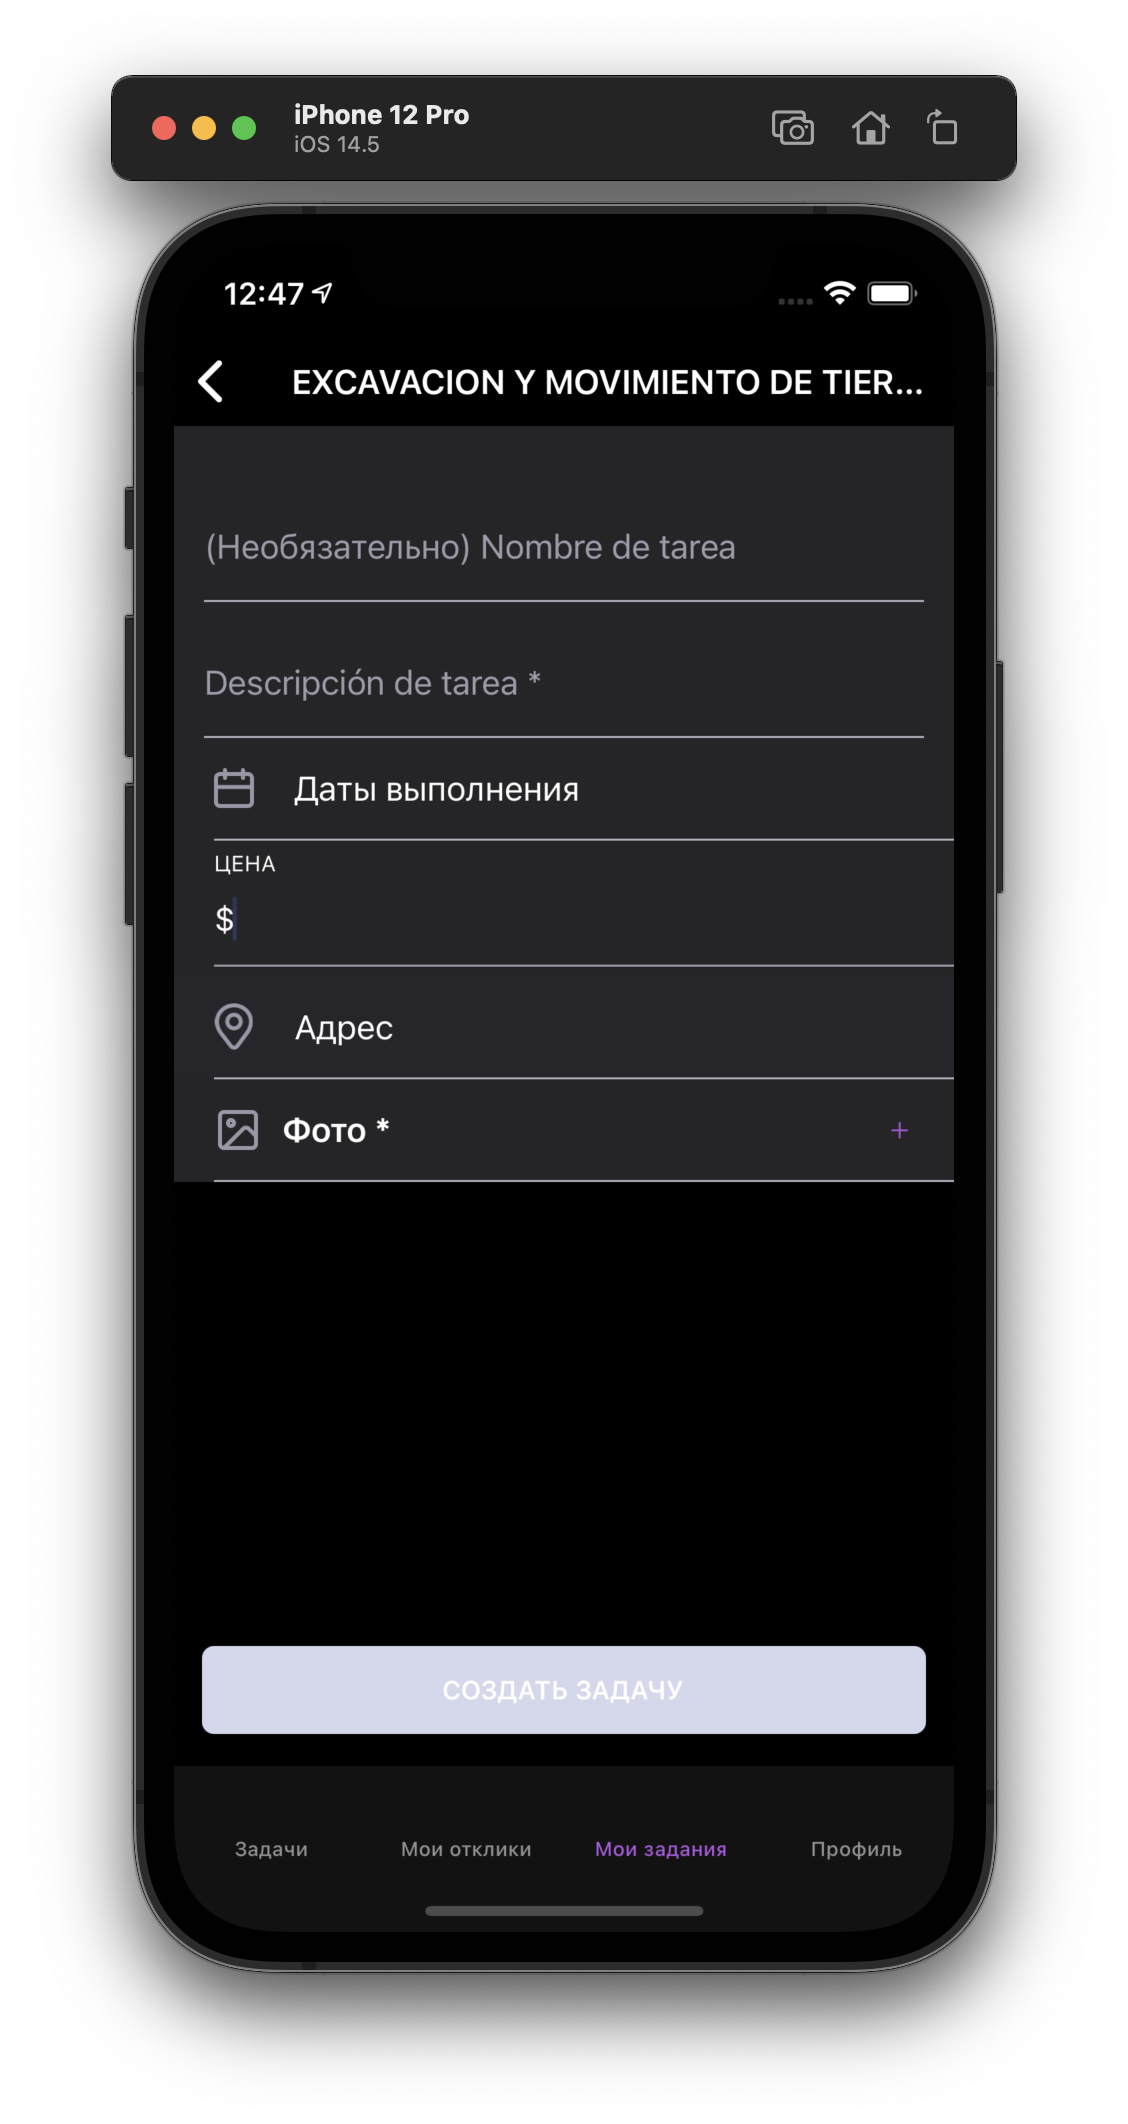 iPhone 12 Pro
iOS 14.5
12:47
EXCAVACION Y MOVIMIENTO DE TIER...
(Необязательно) Nombre de tarea
Descripción de tarea *
Даты выполнения
ЦЕНА
$
Адрес
Фото *
+
СОЗДАТЬ ЗАДАЧУ
Задачи Мои отклики Мои задания Профиль